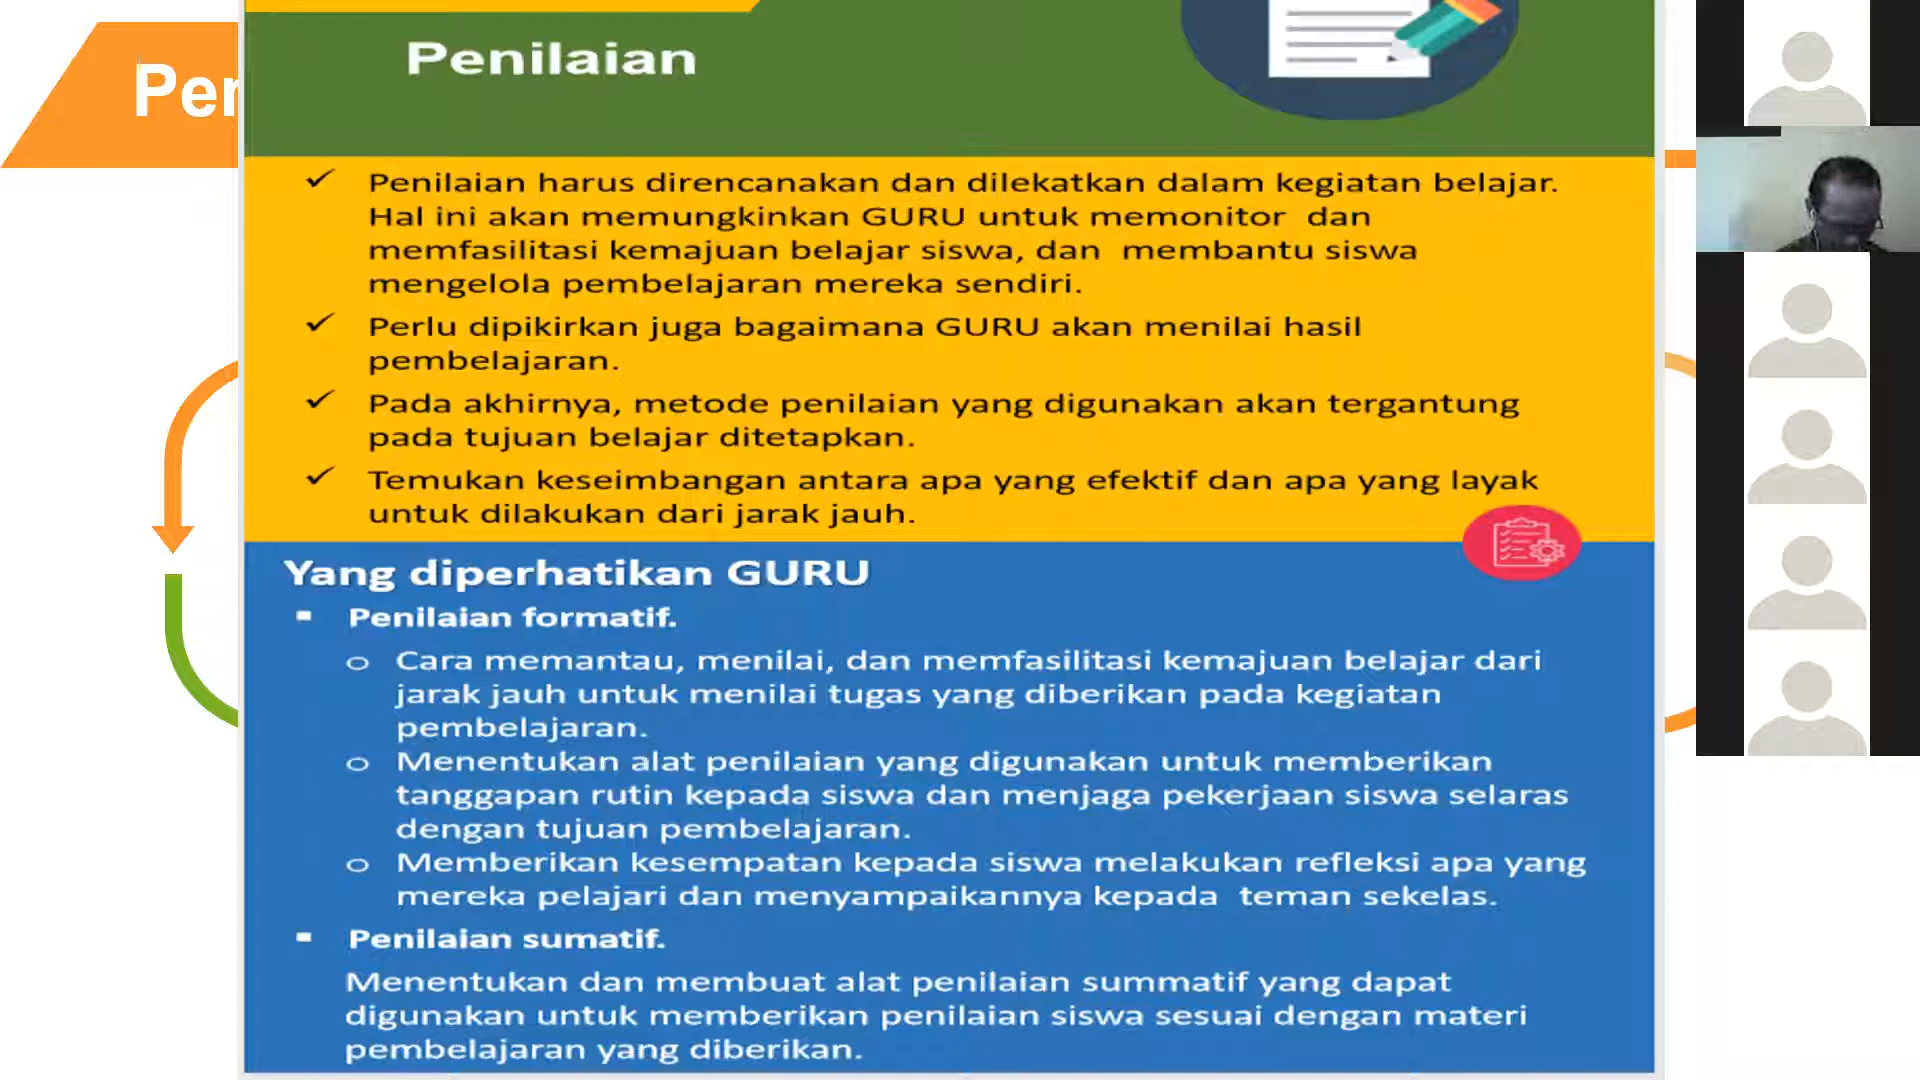 Penilaian
Per
Penilaian harus direncanakan dan dilekatkan dalam kegiatan belajar.
Hal ini akan memungkinkan GURU untuk memonitor dan
memfasilitasi kemajuan belajar siswa, dan membantu siswa
mengelola pembelajaran mereka sendiri.
Perlu dipikirkan juga bagaimana GURU akan menilai hasil
pembelajaran.
Pada akhirnya, metode penilaian yang digunakan akan tergantung
pada tujuan belajar ditetapkan.
Temukan keseimbangan antara apa yang efektif dan apa yang layak
untuk dilakukan dari jarak jauh.
Yang diperhatikan GURU
Penilaian formatif.
Cara memantau, menilai, dan memfasilitasi kemajuan belajar dari
jarak jauh untuk menilai tugas yang diberikan pada kegiatan
pembelajaran.
Menentukan alat penilaian yang digunakan untuk memberikan
tanggapan rutin kepada siswa dan menjaga pekerjaan siswa selaras
dengan tujuan pembelajaran.
Memberikan kesempatan kepada siswa melakukan refleksi apa yang
mereka pelajari dan menyampaikannya kepada teman sekelas.
Penilaian sumatif.
Menentukan dan membuat alat penilaian summatif yang dapat
digunakan untuk memberikan penilaian siswa sesuai dengan materi
pembelajaran yang diberikan.